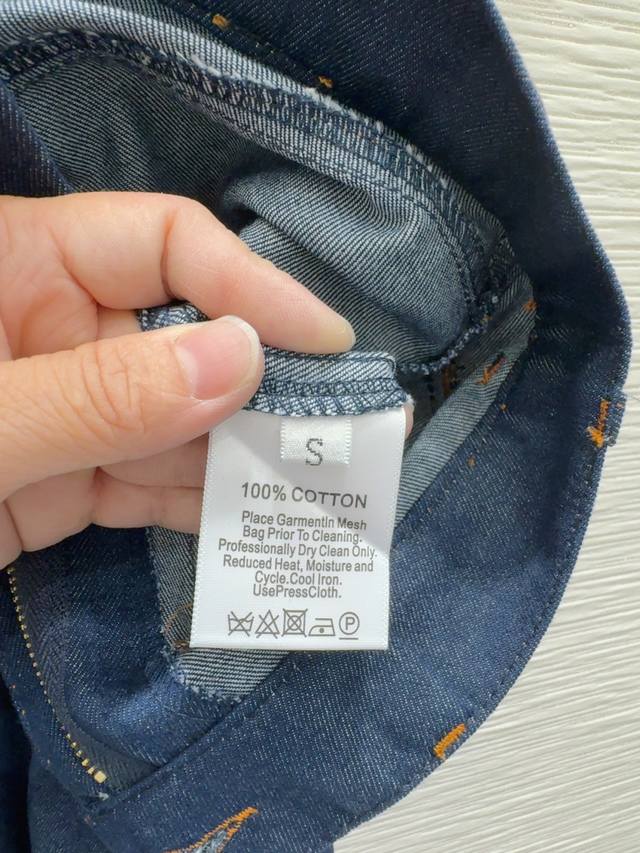 S
100% COTTON
Place GarmentIn Mesh
Bag Prior To Cleaning.
Professionally Dry Clean Only.
Reduced Heat, Moisture and
Cycle.Cool Iron.
UsePressCloth.
P